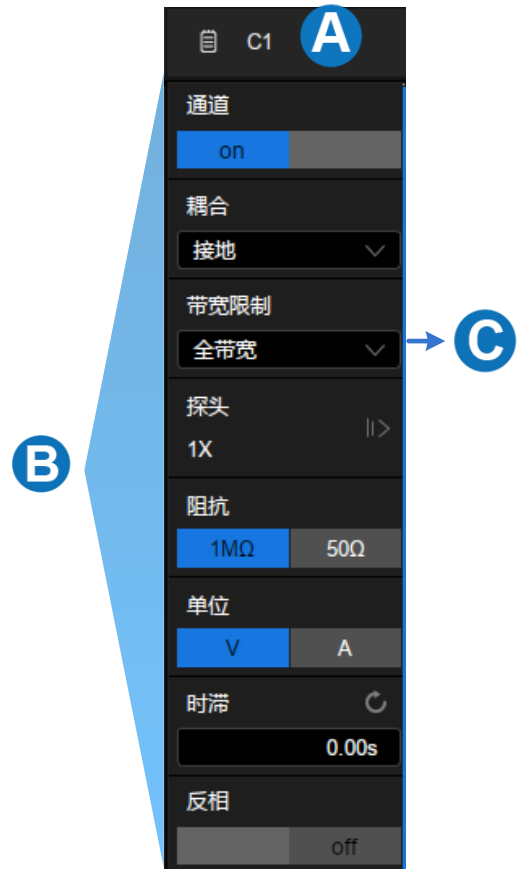 C1 A
通道
on
耦合
接地
带宽限制
全带宽
C
探头
1X
B
阻抗
1MΩ 50Ω
单位
V A
时滞
0.00s
反相
off